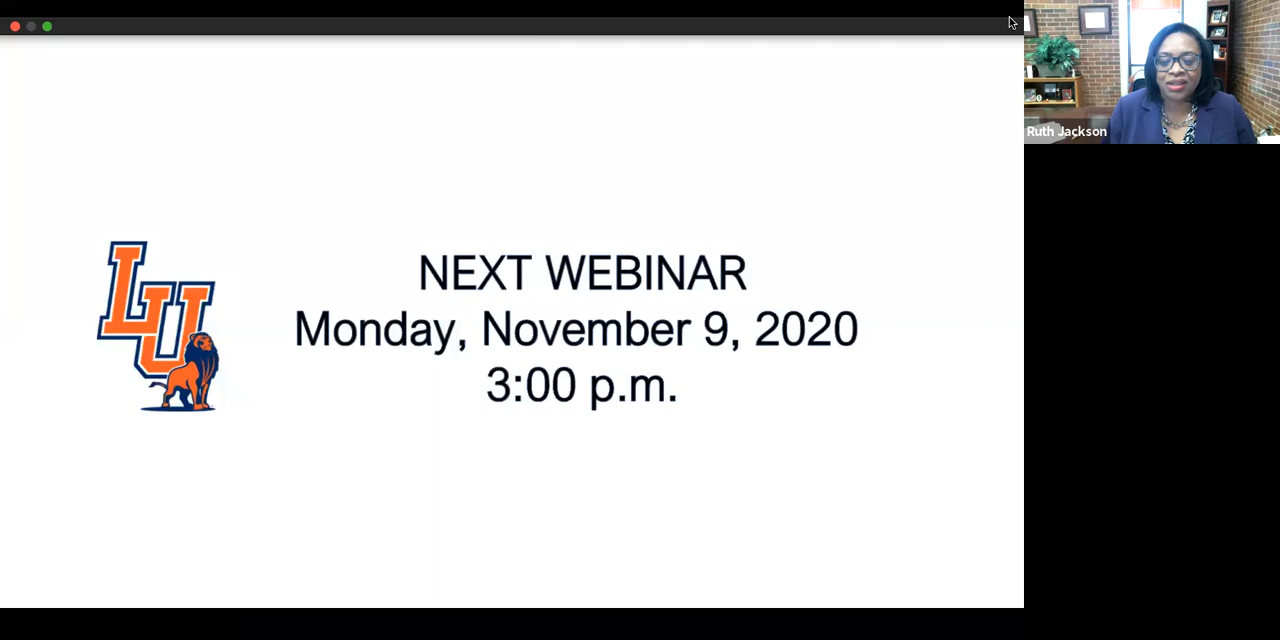 LU
NEXT WEBINAR
Monday, November 9, 2020
3:00 p.m.
Ruth Jackson